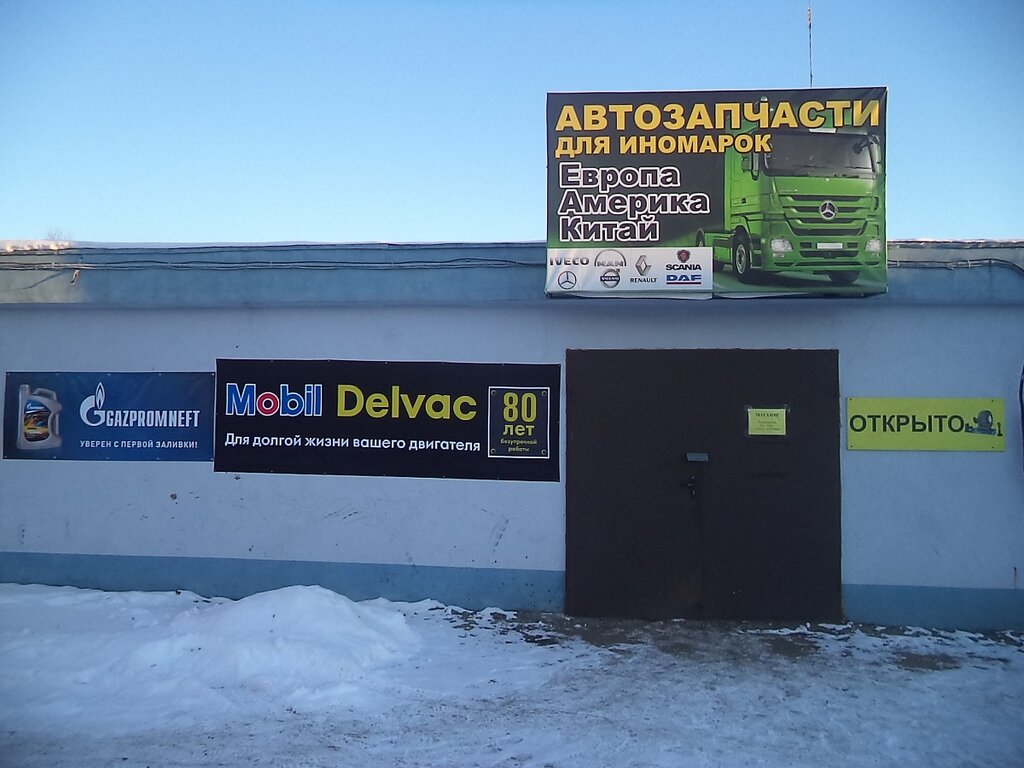 АВТОЗАПЧАСТИ
ДЛЯ ИНОМАРОК
Европа
Америка
Китай
IVECO
MAN
VOLVO
RENAULT
SCANIA
DAF
GAZPROMNEFT
УВЕРЕН С ПЕРВОЙ ЗАЛИВКИ!
Mobil Delvac
Для долгой жизни вашего двигателя
80
лет
безупречной
работы
МАГАЗИН
ОТКРЫТО